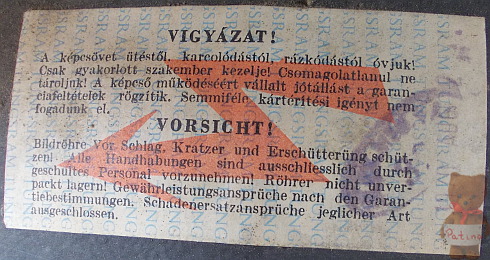 VIGYÁZAT!
A képcsövet ütéstől, karcolódástól, rázkódástól óvjuk!
Csak gyakorlott szakember kezelje! Csomagolatlanul ne
tároljuk! A képcső működéséért vállalt jótállást a garan-
ciafeltételek rögzítik. Semmiféle kártérítési igényt nem
fogadunk el.
VORSICHT!
Bildröhre Vor Schlag, Kratzer und Erschütterung schüt-
zen! Alle Handhabungen sind ausschliesslich durch
geschultes Personal vorzunehmen! Röhrer nicht unver-
packt lagern! Gewährleistungsansprüche nach den Garan-
tiebestimmungen. Schadenersatzansprüche jeglicher Art
ausgeschlossen.
Patina